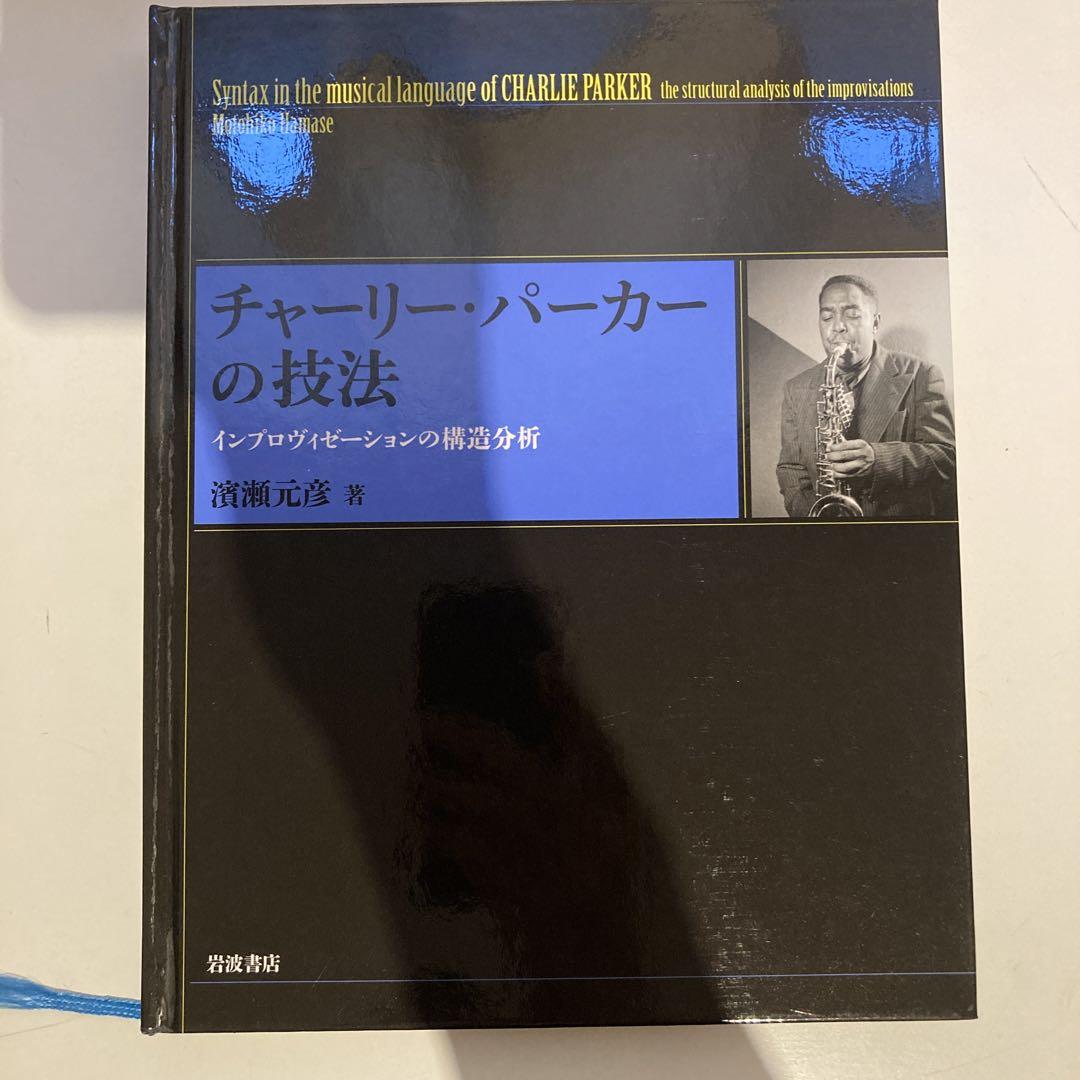 Syntax in the musical language of CHARLIE PARKER the structural analysis of the improvisations
Motohiko Hamase
チャーリー・パーカー
の技法
インプロヴィゼーションの構造分析
濱瀬元彦 著
岩波書店